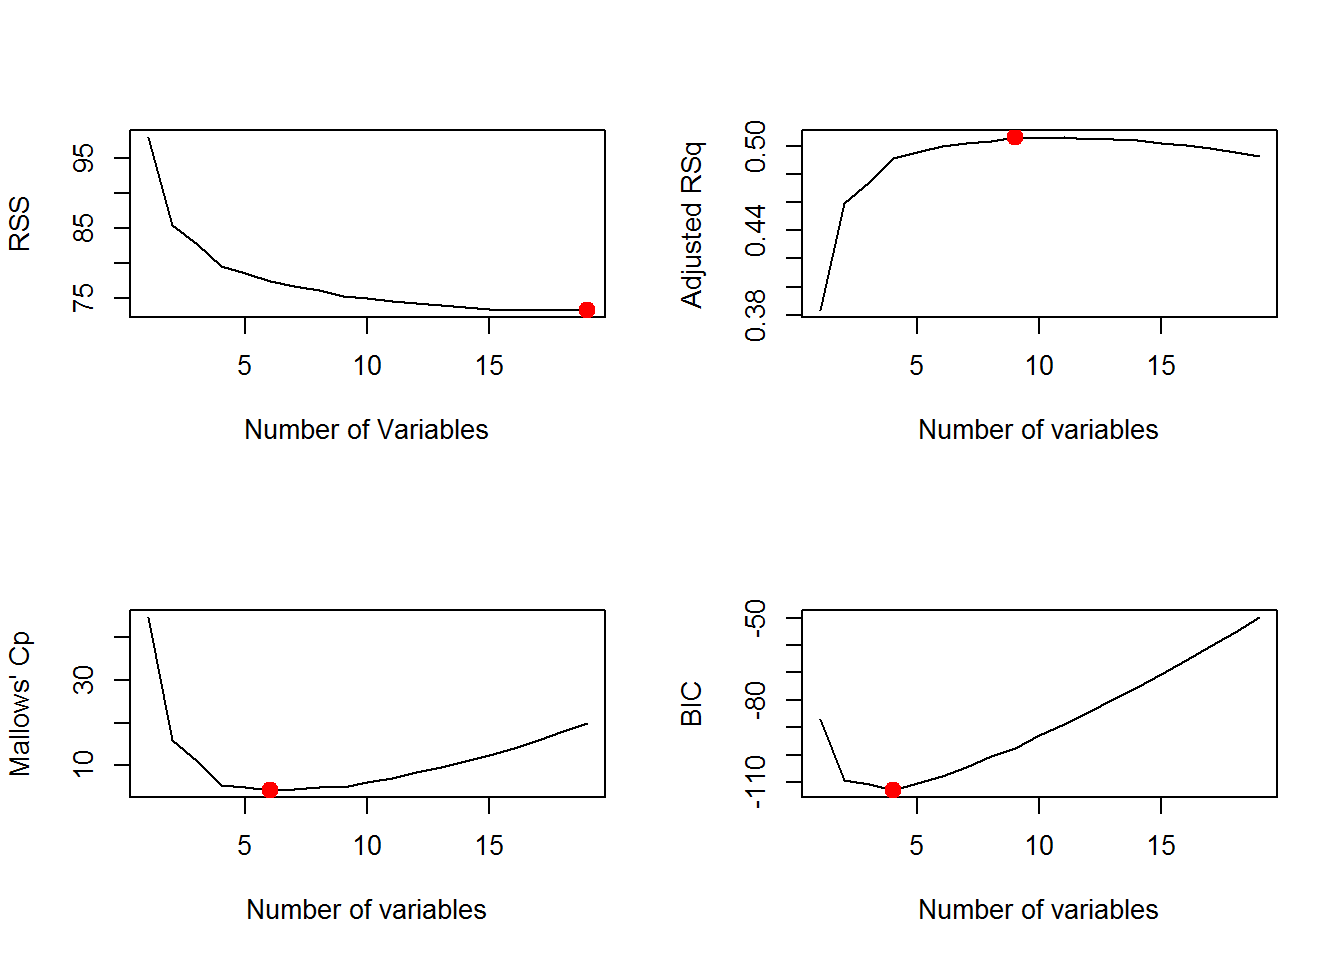 RSS
95
85
75
5 10 15
Number of Variables
Adjusted RSq
0.50
0.44
0.38
5 10 15
Number of variables
Mallows' Cp
30
10
5 10 15
Number of variables
BIC
-50
-80
-110
5 10 15
Number of variables